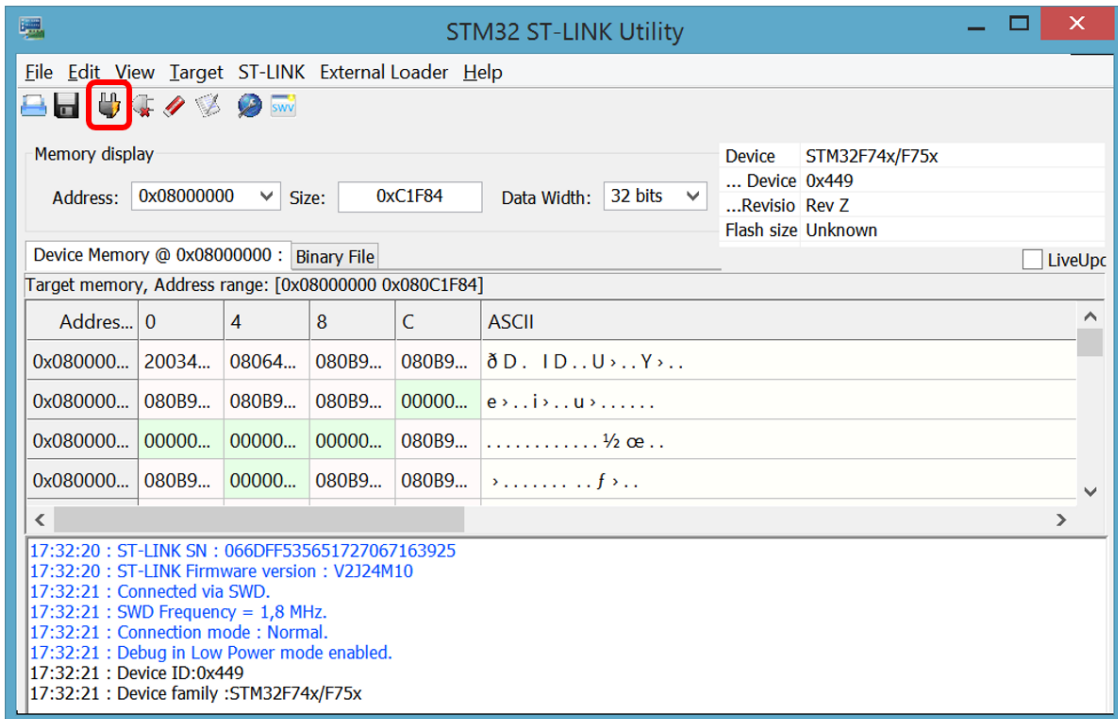 STM32 ST-LINK Utility
File Edit View Target ST-LINK External Loader Help
SWV
Memory display
Address: 0x08000000 Size: 0xC1F84 Data Width: 32 bits
Device STM32F74x/F75x
... Device 0x449
...Revisio Rev Z
Flash size Unknown
Device Memory @ 0x08000000 : Binary File
LiveUpd
Target memory, Address range: [0x08000000 0x080C1F84]
Addres... 0 4 8 C ASCII
0x080000... 20034... 08064... 080B9... 080B9... ð D . I D . . U › . . Y › . .
0x080000... 080B9... 080B9... 080B9... 00000... e › . . i › . . u › . . . . . .
0x080000... 00000... 00000... 00000... 080B9... . . . . . . . . . . . . ½ œ . .
0x080000... 080B9... 00000... 080B9... 080B9... › . . . . . . . . . ƒ › . .
17:32:20 : ST-LINK SN : 066DFF535651727067163925
17:32:20 : ST-LINK Firmware version : V2J24M10
17:32:21 : Connected via SWD.
17:32:21 : SWD Frequency = 1,8 MHz.
17:32:21 : Connection mode : Normal.
17:32:21 : Debug in Low Power mode enabled.
17:32:21 : Device ID:0x449
17:32:21 : Device family :STM32F74x/F75x